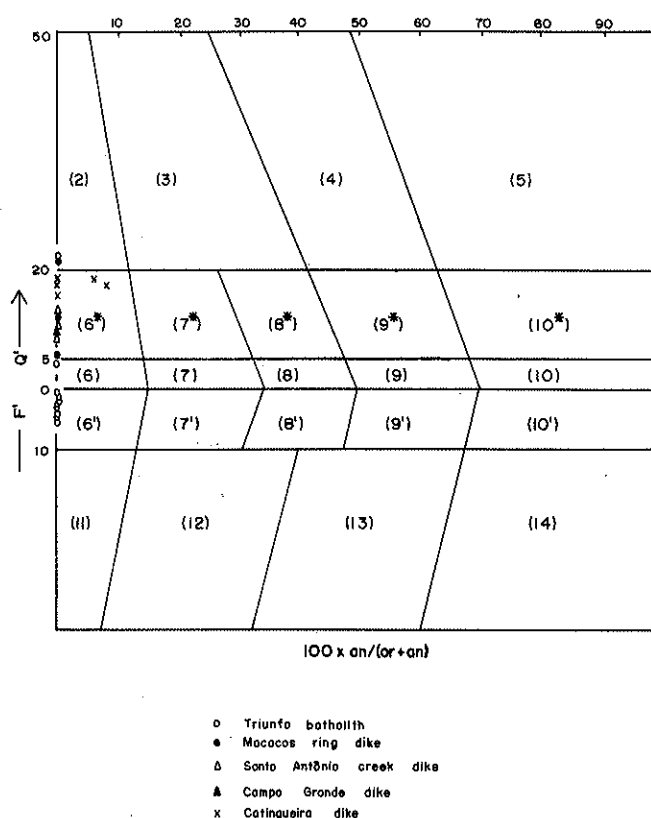 10 20 30 40 50 60 70 80 90
50
(2) (3) (4) (5)
20
(6*) (7*) (8*) (9*) (10*)
Q'
5
(6) (7) (8) (9) (10)
0
F'
(6') (7') (8') (9') (10')
10
(11) (12) (13) (14)
100 x an/(or+an)
o Triunfo batholith
● Macacos ring dike
△ Santo Antônio creek dike
▲ Campo Grande dike
x Catingueira dike